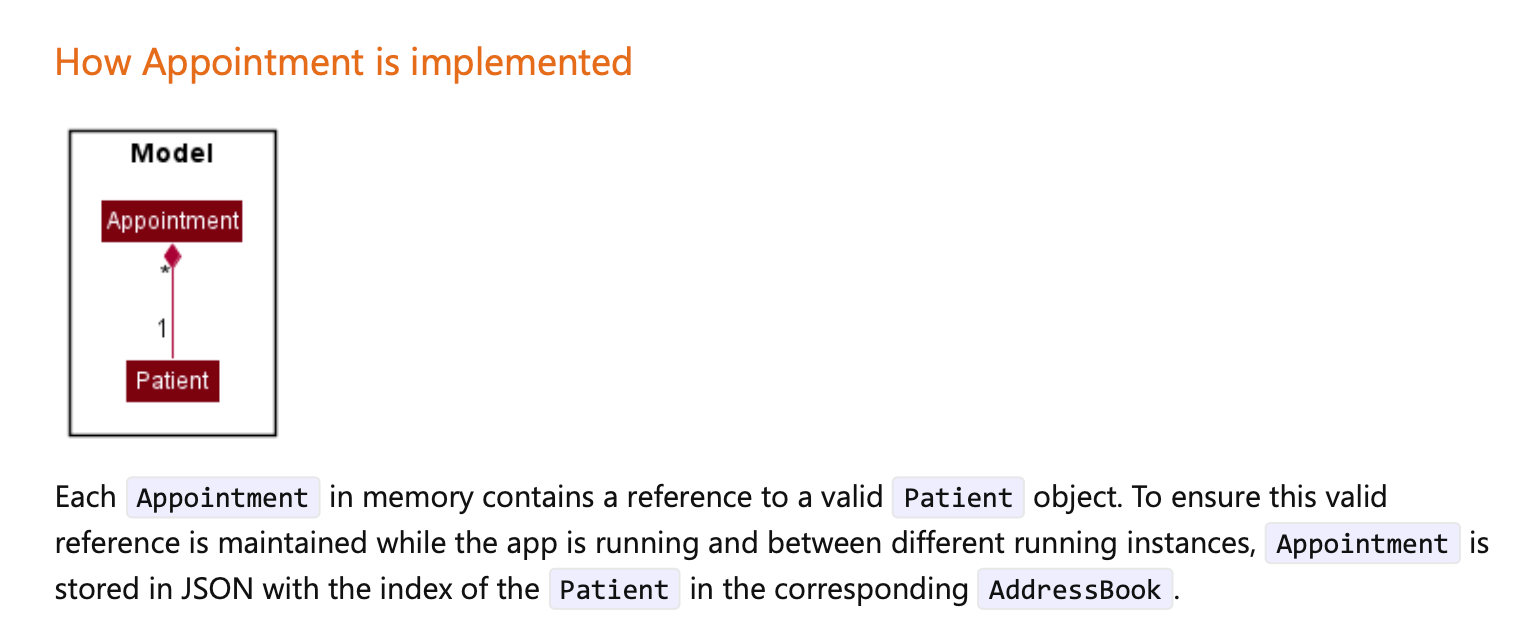 How Appointment is implemented
Model
Appointment
*
1
Patient
Each Appointment in memory contains a reference to a valid Patient object. To ensure this valid
reference is maintained while the app is running and between different running instances, Appointment is
stored in JSON with the index of the Patient in the corresponding AddressBook.